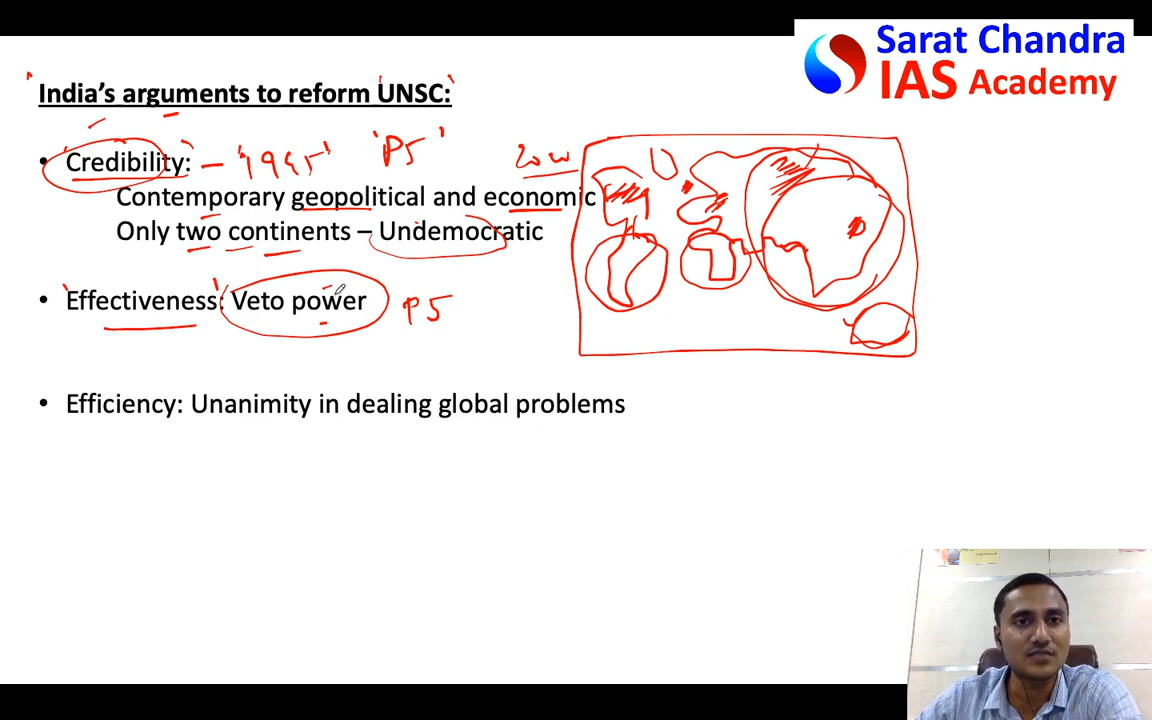 Sarat Chandra
IAS Academy
India's arguments to reform UNSC:
• Credibility: – '1945' 'P5'
Contemporary geopolitical and economic
Only two continents – Undemocratic
• Effectiveness: Veto power P5
• Efficiency: Unanimity in dealing global problems